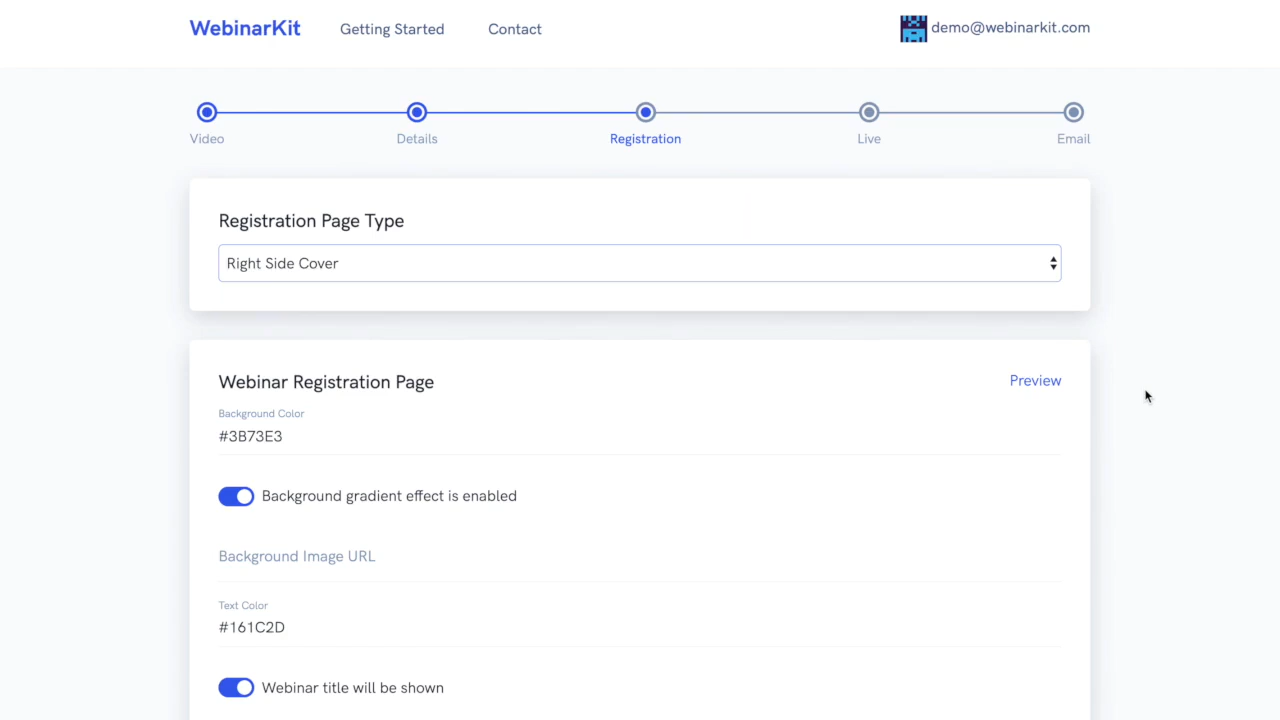 WebinarKit Getting Started Contact demo@webinarkit.com
Video Details Registration Live Email
Registration Page Type
Right Side Cover
Webinar Registration Page Preview
Background Color
#3B73E3
Background gradient effect is enabled
Background Image URL
Text Color
#161C2D
Webinar title will be shown